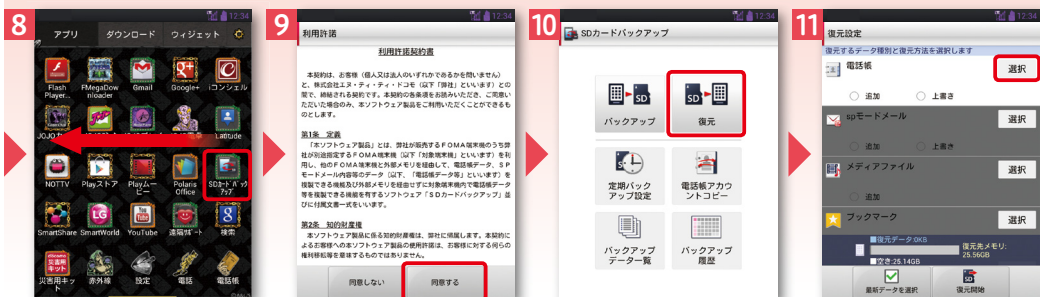 8
12:34
アプリ
ダウンロード
ウィジェット
Flash
Player...
FMegaDow
nloader
Gmail
Google+
iコンシェル
Latitude
NOTTV
Playストア
Playムー
ビー
Polaris
Office
SDカードバック
アップ
SmartShare
SmartWorld
YouTube
遠隔サポート
検索
災害用キッ
ト
赤外線
設定
電話
電話帳
9
12:34
利用許諾
利用許諾契約書
本契約は、お客様（個人又は法人のいずれかであるかを問いません）
と、株式会社エヌ・ティ・ティ・ドコモ（以下「弊社」といいます）との
間で、締結される契約です。本契約の各条項をお読みいただき、ご同意い
ただいた場合のみ、本ソフトウェア製品をご利用いただくことができるも
のとします。
第1条　定義
「本ソフトウェア製品」とは、弊社が販売するFOMA端末機のうち弊
社が別途指定するFOMA端末機（以下「対象端末機」といいます）を利
用し、他のFOMA端末機と外部メモリを経由して、電話帳データ、SP
モードメール内容等のデータ（以下、「電話帳データ等」といいます）を
複製できる機能及び外部メモリを経由せずに対象端末機内で電話帳データ
等を複製できる機能を有するソフトウェア「SDカードバックアップ」並
びに付属文書一式をいいます。
第2条　知的財産権
本ソフトウェア製品に係る知的財産権は、弊社に帰属します。本契約に
よるお客様への本ソフトウェア製品の使用許諾は、お客様に対する何らの
権利移転等を意味するものではありません。
同意しない
同意する
10
12:34
SDカードバックアップ
バックアップ
復元
定期バック
アップ設定
電話帳アカウ
ントコピー
バックアップ
データ一覧
バックアップ
履歴
11
12:34
復元設定
復元するデータ種別と復元方法を選択します
電話帳
選択
追加
上書き
spモードメール
選択
追加
上書き
メディアファイル
選択
追加
ブックマーク
選択
復元データ:0KB
復元先メモリ:
25.56GB
空き:25.14GB
最新データを選択
復元開始